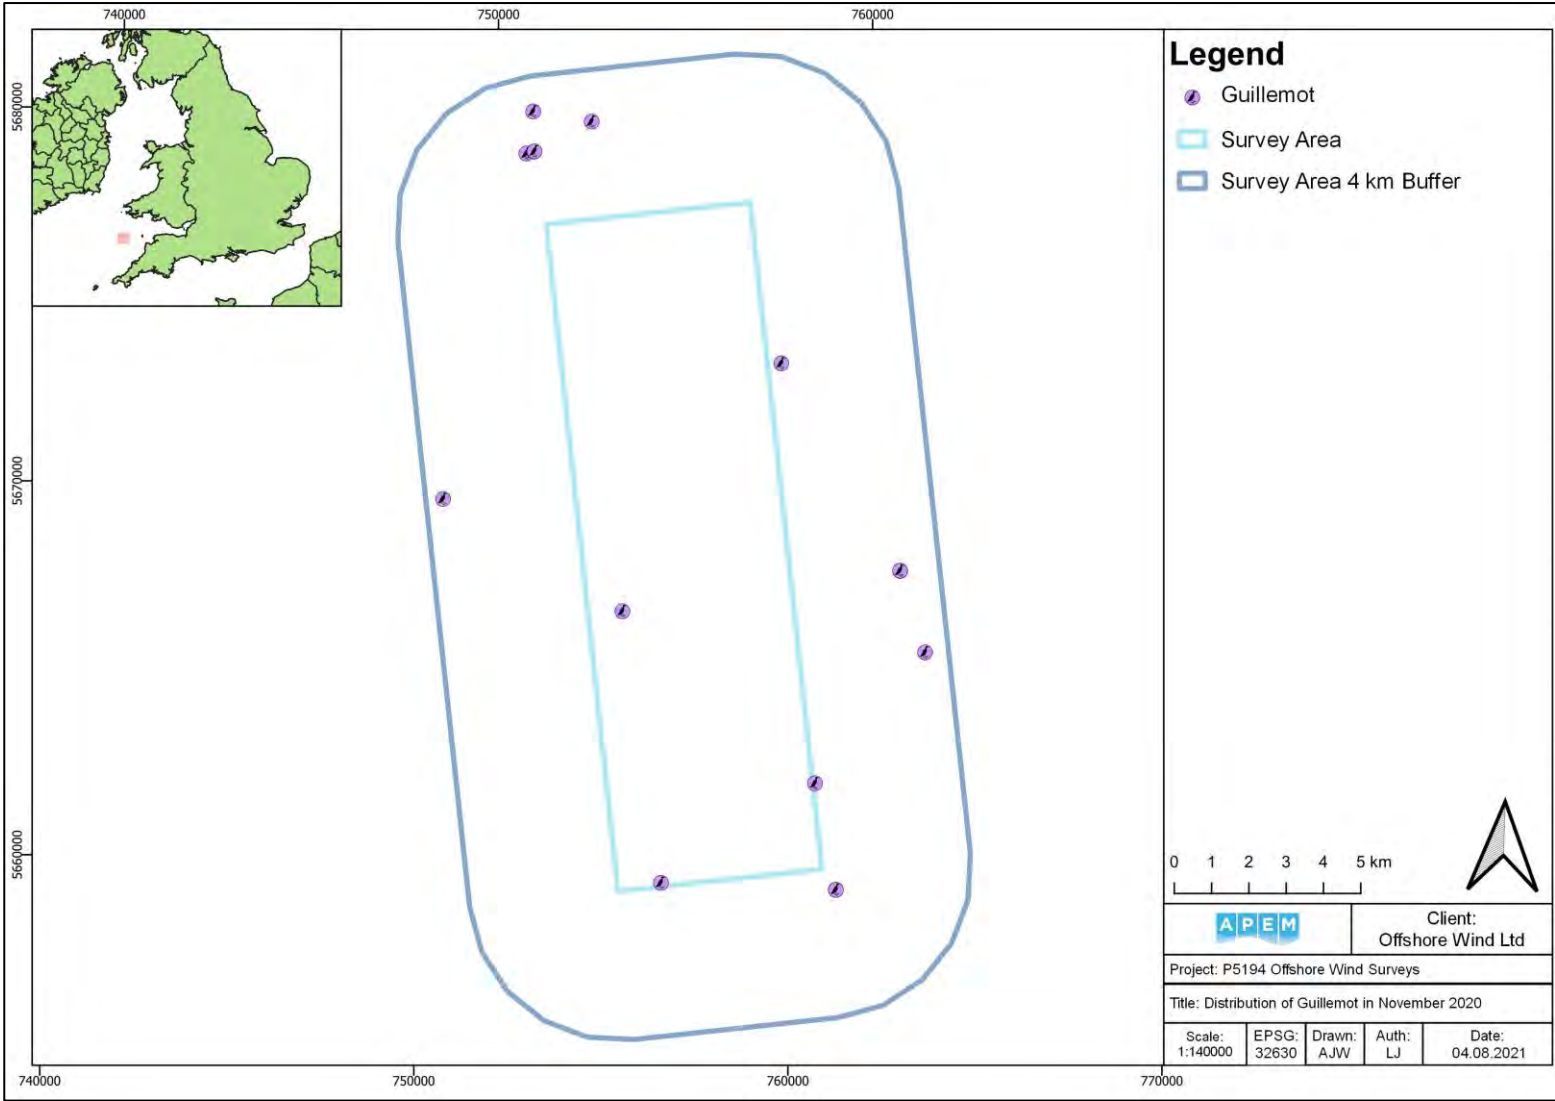 740000
750000
760000
5680000
5670000
5660000
Legend
Guillemot
Survey Area
Survey Area 4 km Buffer
0 1 2 3 4 5 km
APEM
Client:
Offshore Wind Ltd
Project: P5194 Offshore Wind Surveys
Title: Distribution of Guillemot in November 2020
Scale:
1:140000
EPSG:
32630
Drawn:
AJW
Auth:
LJ
Date:
04.08.2021
740000
750000
760000
770000